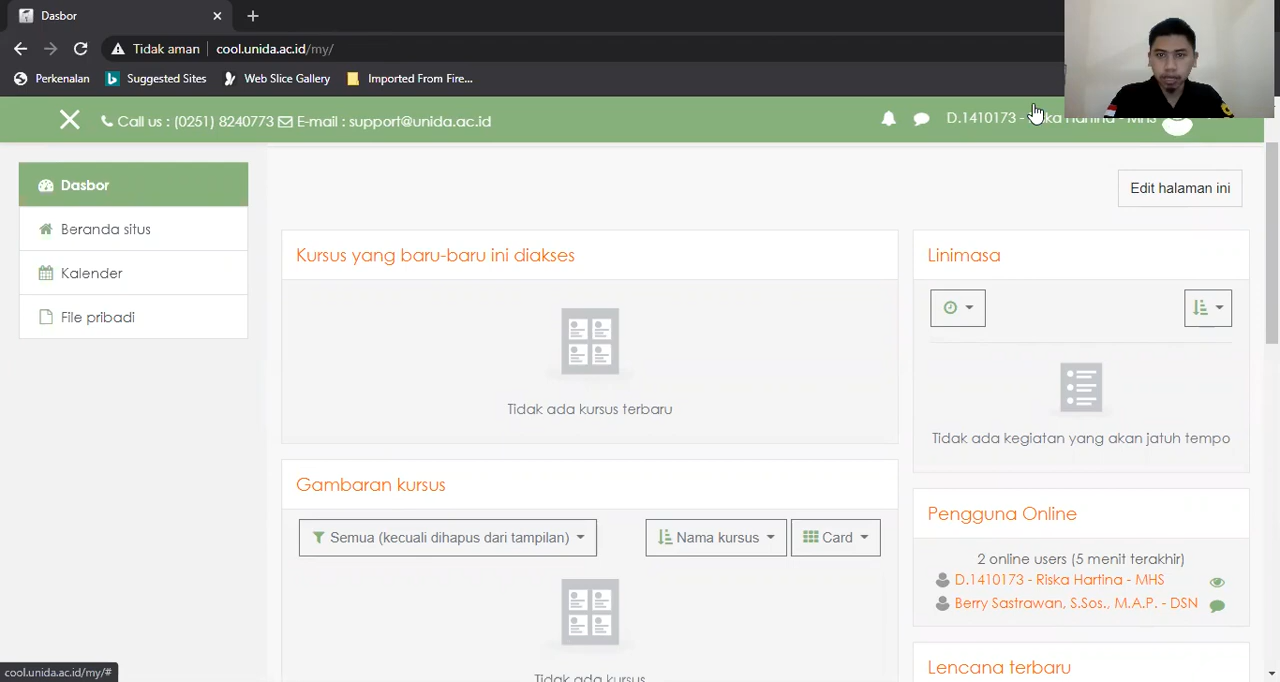 Dasbor
Tidak aman
cool.unida.ac.id/my/
Perkenalan
Suggested Sites
Web Slice Gallery
Imported From Fire...
Call us : (0251) 8240773 E-mail : support@unida.ac.id
D.1410173 - Riska Hartina - MHS
Dasbor
Beranda situs
Kalender
File pribadi
Edit halaman ini
Kursus yang baru-baru ini diakses
Tidak ada kursus terbaru
Gambaran kursus
Semua (kecuali dihapus dari tampilan)
Nama kursus
Card
Tidak ada kursus
Linimasa
Tidak ada kegiatan yang akan jatuh tempo
Pengguna Online
2 online users (5 menit terakhir)
D.1410173 - Riska Hartina - MHS
Berry Sastrawan, S.Sos., M.A.P. - DSN
Lencana terbaru
cool.unida.ac.id/my/#